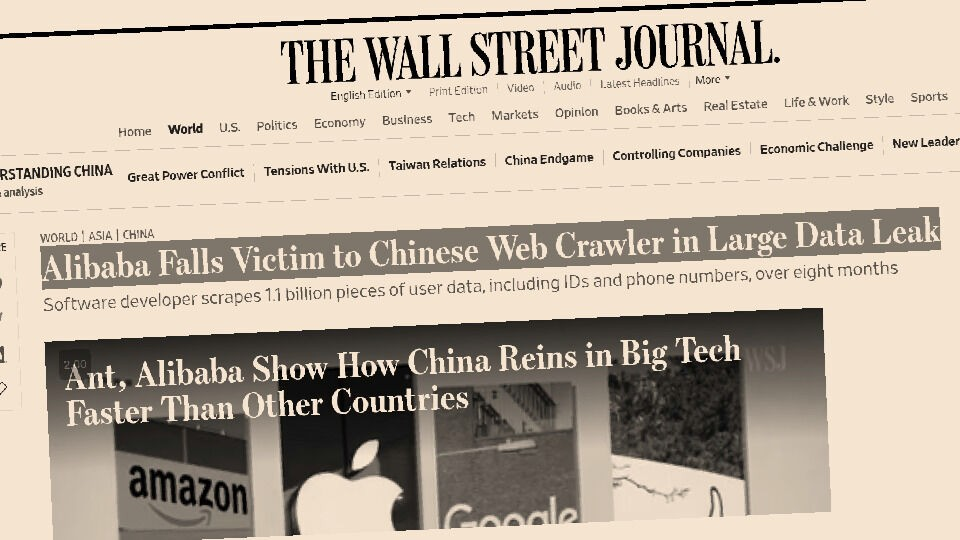 THE WALL STREET JOURNAL.
English Edition Print Edition Video Audio Latest Headlines More
Home World U.S. Politics Economy Business Tech Markets Opinion Books & Arts Real Estate Life & Work Style Sports
RSTANDING CHINA Great Power Conflict Tensions With U.S. Taiwan Relations China Endgame Controlling Companies Economic Challenge New Leader
analysis
WORLD | ASIA | CHINA
Alibaba Falls Victim to Chinese Web Crawler in Large Data Leak
Software developer scrapes 1.1 billion pieces of user data, including IDs and phone numbers, over eight months
Ant, Alibaba Show How China Reins in Big Tech
Faster Than Other Countries
WSJ
amazon
Google